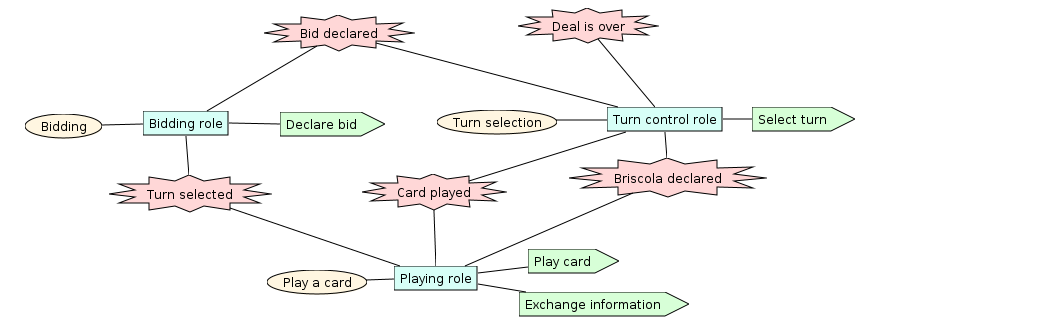 Deal is over
Bid declared
Turn control role
Select turn
Turn selection
Bidding role
Declare bid
Bidding
Briscola declared
Card played
Turn selected
Play card
Playing role
Play a card
Exchange information